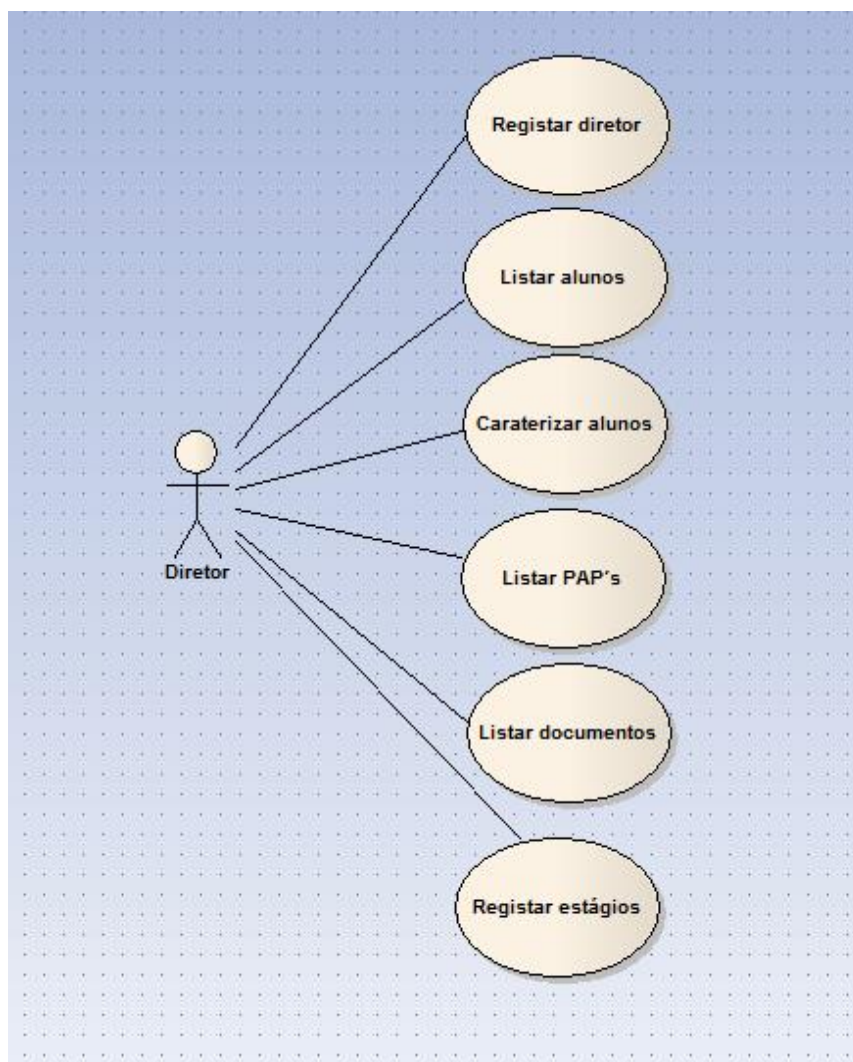 Registar diretor
Listar alunos
Caraterizar alunos
Diretor
Listar PAP's
Listar documentos
Registar estágios